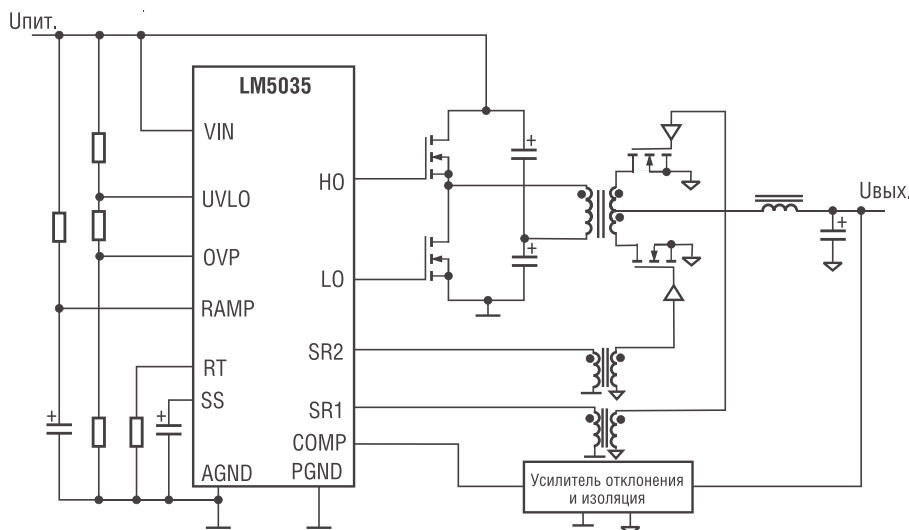 Uпит.
LM5035
VIN
UVLO
OVP
RAMP
RT
SS
AGND
HO
LO
SR2
SR1
COMP
PGND
Uвых.
Усилитель отклонения
и изоляция
+
+
+
+
+